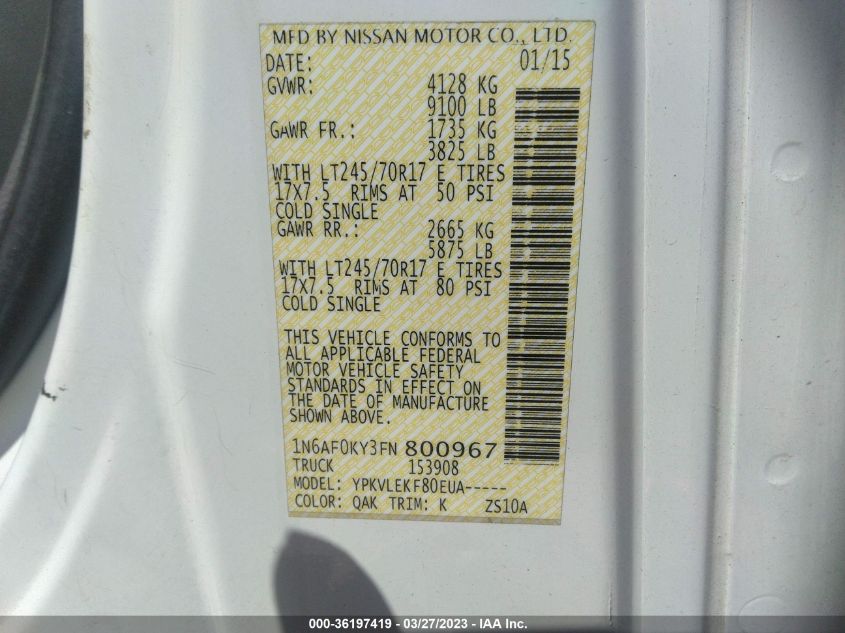 MFD BY NISSAN MOTOR CO., LTD.
DATE: 01/15
GVWR: 4128 KG
9100 LB
GAWR FR.: 1735 KG
3825 LB
WITH LT245/70R17 E TIRES
17X7.5 RIMS AT 50 PSI
COLD SINGLE
GAWR RR.: 2665 KG
5875 LB
WITH LT245/70R17 E TIRES
17X7.5 RIMS AT 80 PSI
COLD SINGLE
THIS VEHICLE CONFORMS TO
ALL APPLICABLE FEDERAL
MOTOR VEHICLE SAFETY
STANDARDS IN EFFECT ON
THE DATE OF MANUFACTURE
SHOWN ABOVE.
1N6AF0KY3FN 800967
TRUCK 153908
MODEL: YPKVLEKF80EUA-----
COLOR: QAK TRIM: K ZS10A
000-36197419 — 03/27/2023 — IAA Inc.